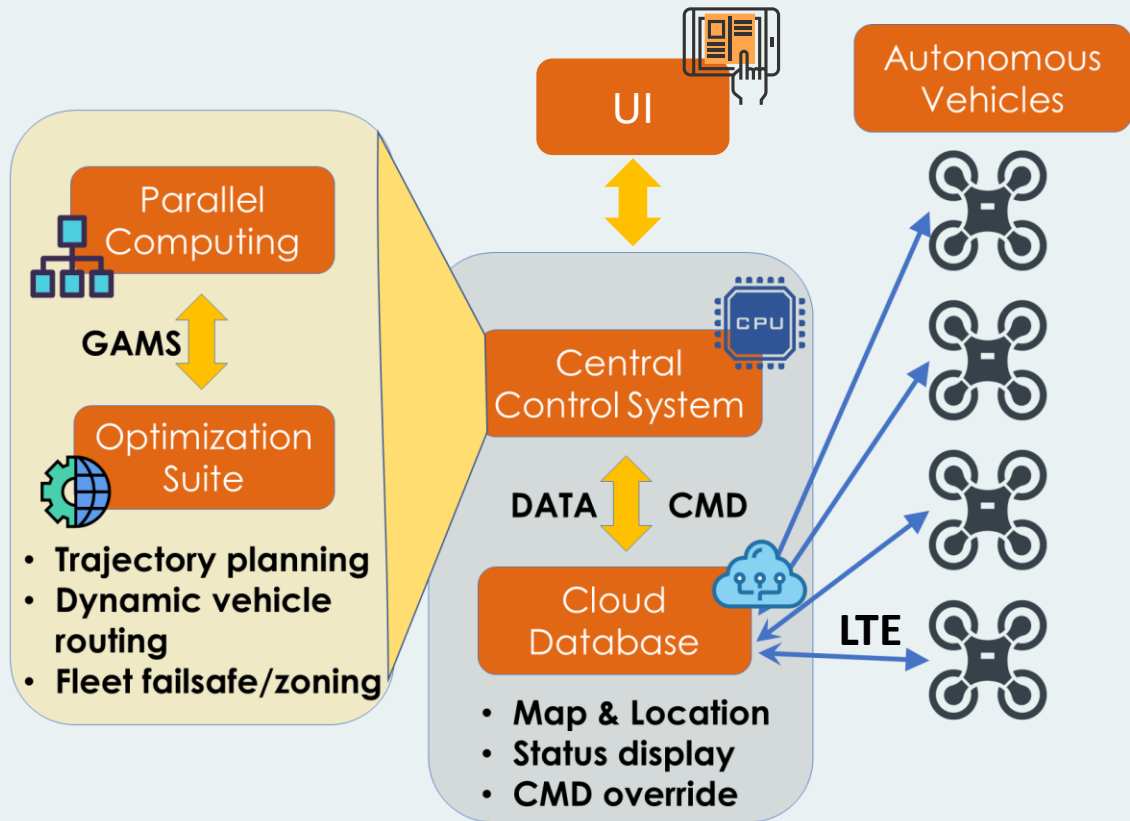 UI
Autonomous
Vehicles
Parallel
Computing
GAMS
Optimization
Suite
• Trajectory planning
• Dynamic vehicle
routing
• Fleet failsafe/zoning
CPU
Central
Control System
DATA
CMD
Cloud
Database
• Map & Location
• Status display
• CMD override
LTE